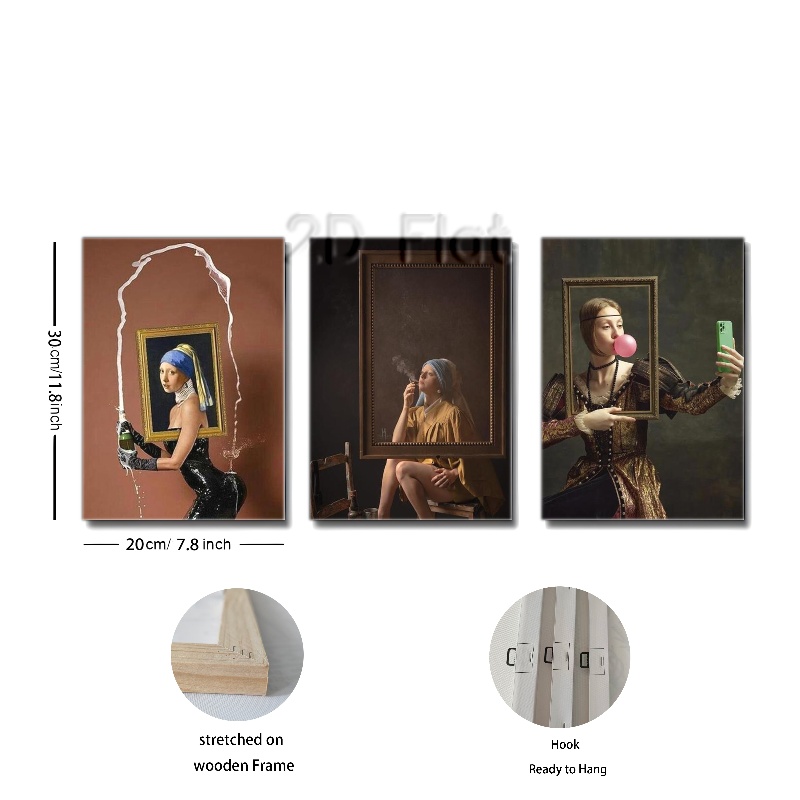 2D Flat
30cm/11.8inch
20cm/ 7.8 inch
stretched on
wooden Frame
Hook
Ready to Hang